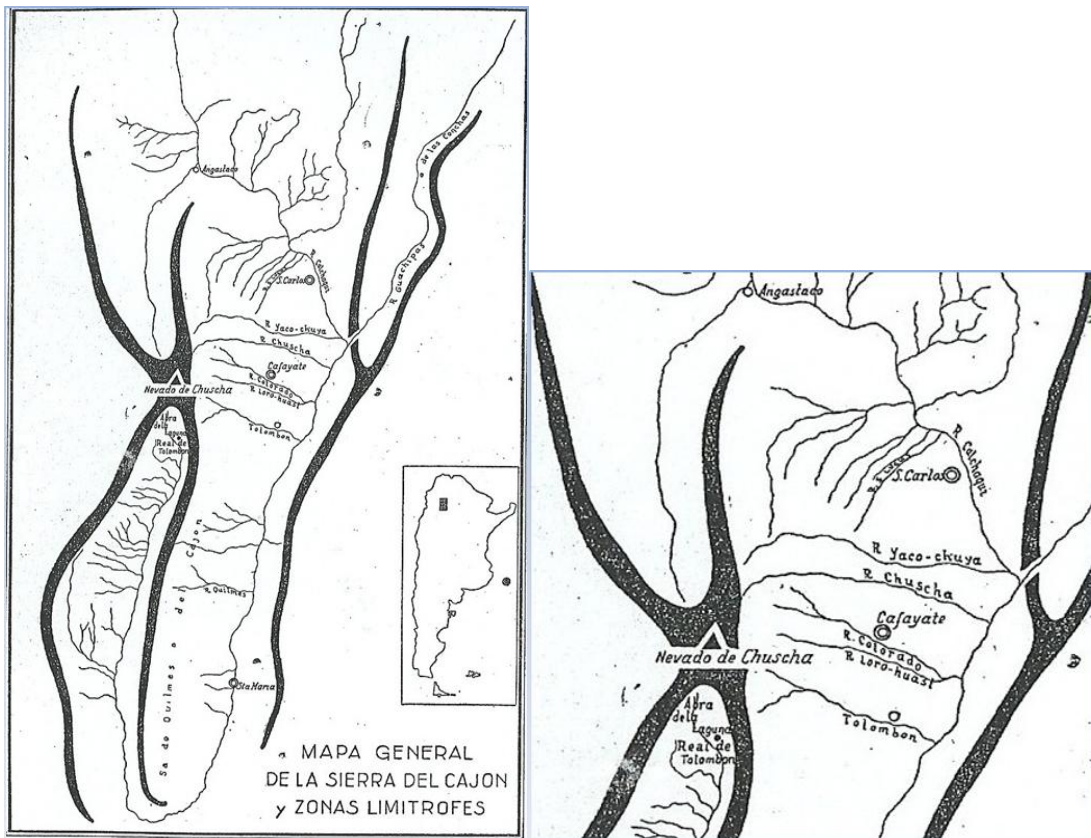 de las Conchas
Angastaco
R. Guachipas
R. Calchaqui
S. Carlos
R. Yaco-chuya
R. Chuscha
Cafayate
R. Colorado
R. Loro-huasi
Nevado de Chuscha
Tolombon
Abra
de la
Laguna
Real de
Tolombon
Sa de Quilmes o del Cajon
R. Quilmes
Sta Maria
MAPA GENERAL
DE LA SIERRA DEL CAJON
y ZONAS LIMITROFES
Angastaco
R. Calchaqui
S. Carlos
R. Yaco-chuya
R. Chuscha
Cafayate
R. Colorado
R. Loro-huasi
Nevado de Chuscha
Abra
de la
Laguna
Real de
Tolombon
Tolombon